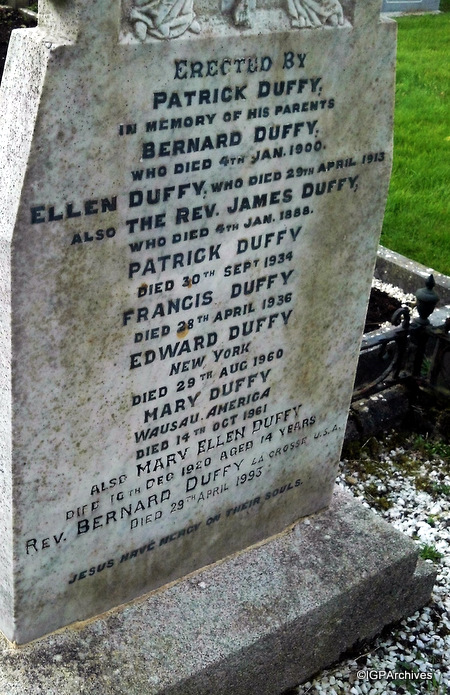 ERECTED BY
PATRICK DUFFY,
IN MEMORY OF HIS PARENTS
BERNARD DUFFY,
WHO DIED 4TH JAN. 1900.
ELLEN DUFFY, WHO DIED 29TH APRIL 1913
ALSO THE REV. JAMES DUFFY,
WHO DIED 4TH JAN. 1888.
PATRICK DUFFY
DIED 30TH SEPT 1934
FRANCIS DUFFY
DIED 28TH APRIL 1936
EDWARD DUFFY
NEW YORK
DIED 29TH AUG 1960
MARY DUFFY
WAUSAU, AMERICA
DIED 14TH OCT 1961
ALSO MARY ELLEN DUFFY
DIED 16TH DEC 1920 AGED 14 YEARS
REV. BERNARD DUFFY LA CROSSE U.S.A.
DIED 29TH APRIL 1993
JESUS HAVE MERCY ON THEIR SOULS.
©IGPArchives